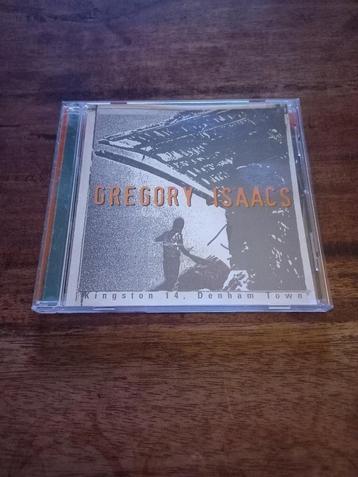 GREGORY ISAACS
Kingston 14, Denham Town